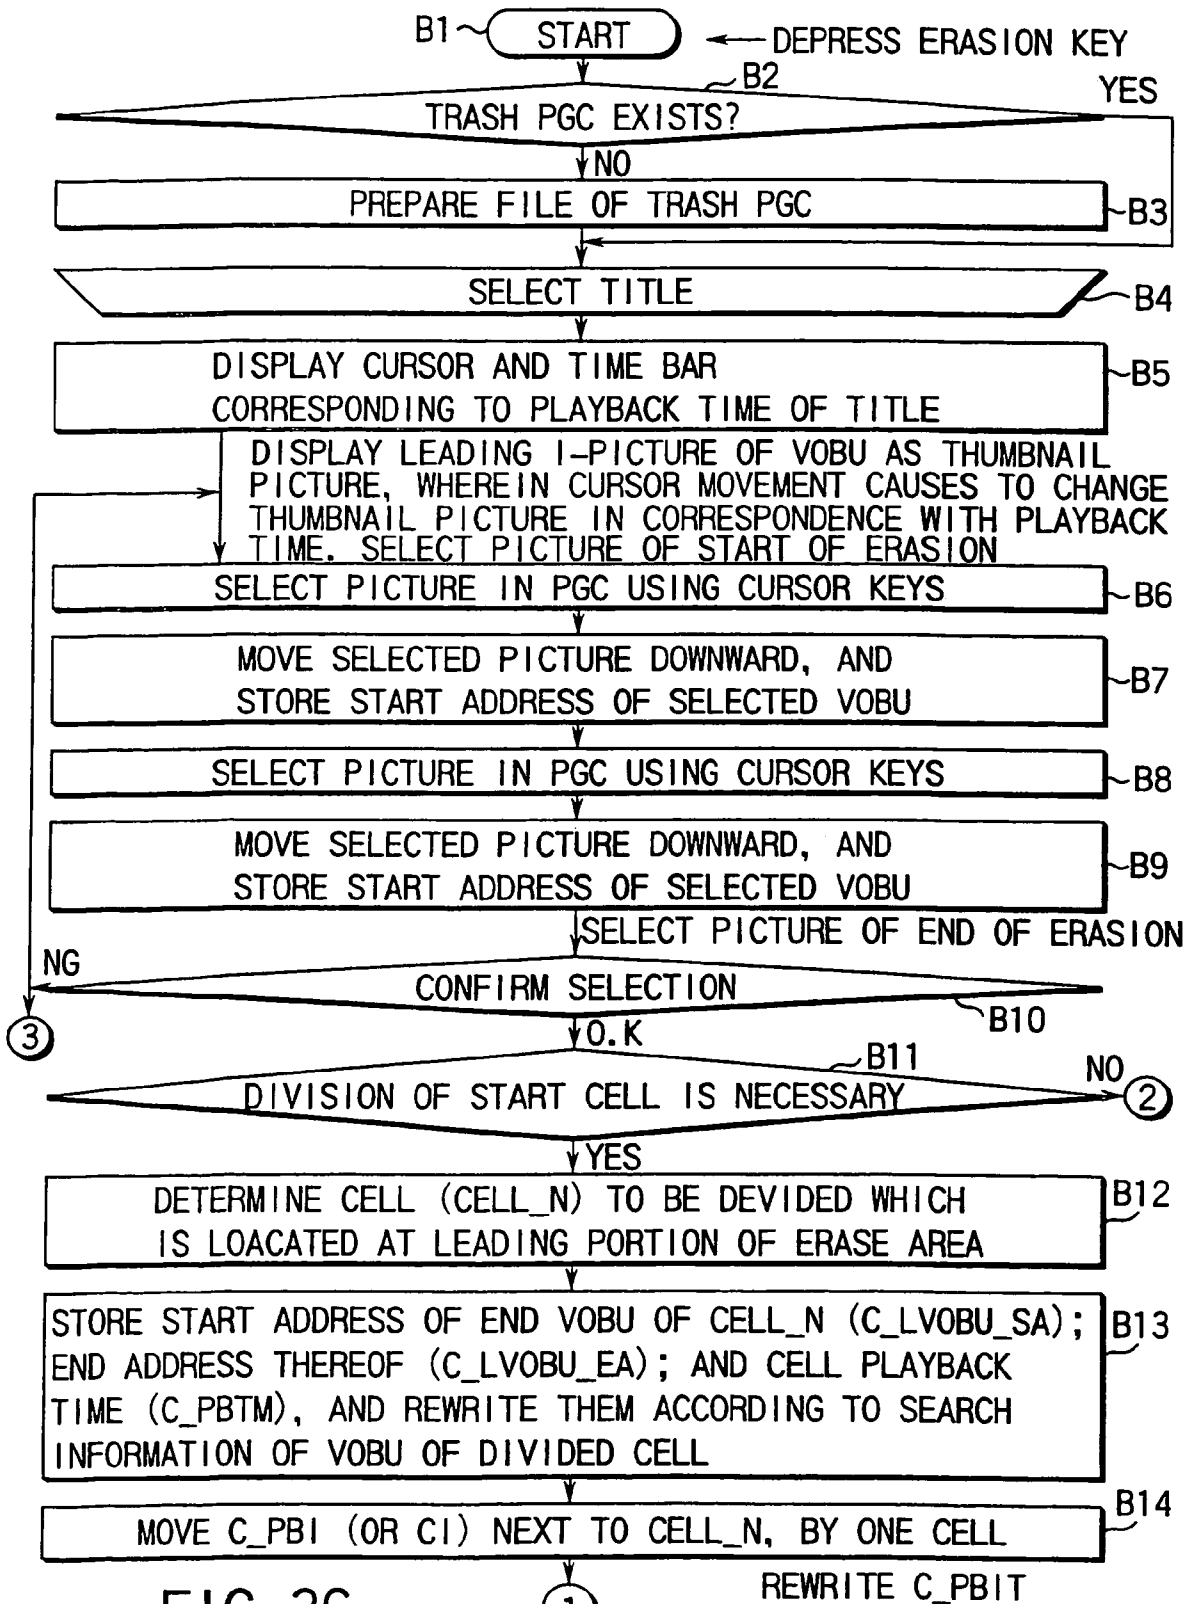 B1
START
DEPRESS ERASION KEY
B2
YES
TRASH PGC EXISTS?
NO
PREPARE FILE OF TRASH PGC
B3
SELECT TITLE
B4
DISPLAY CURSOR AND TIME BAR
CORRESPONDING TO PLAYBACK TIME OF TITLE
B5
DISPLAY LEADING I-PICTURE OF VOBU AS THUMBNAIL
PICTURE, WHEREIN CURSOR MOVEMENT CAUSES TO CHANGE
THUMBNAIL PICTURE IN CORRESPONDENCE WITH PLAYBACK
TIME. SELECT PICTURE OF START OF ERASION
SELECT PICTURE IN PGC USING CURSOR KEYS
B6
MOVE SELECTED PICTURE DOWNWARD, AND
STORE START ADDRESS OF SELECTED VOBU
B7
SELECT PICTURE IN PGC USING CURSOR KEYS
B8
MOVE SELECTED PICTURE DOWNWARD, AND
STORE START ADDRESS OF SELECTED VOBU
B9
SELECT PICTURE OF END OF ERASION
NG
CONFIRM SELECTION
B10
3
O.K
B11
DIVISION OF START CELL IS NECESSARY
NO
2
YES
DETERMINE CELL (CELL_N) TO BE DEVIDED WHICH
IS LOACATED AT LEADING PORTION OF ERASE AREA
B12
STORE START ADDRESS OF END VOBU OF CELL_N (C_LVOBU_SA);
END ADDRESS THEREOF (C_LVOBU_EA); AND CELL PLAYBACK
TIME (C_PBTM), AND REWRITE THEM ACCORDING TO SEARCH
INFORMATION OF VOBU OF DIVIDED CELL
B13
MOVE C_PBI (OR CI) NEXT TO CELL_N, BY ONE CELL
B14
REWRITE C_PBIT
1